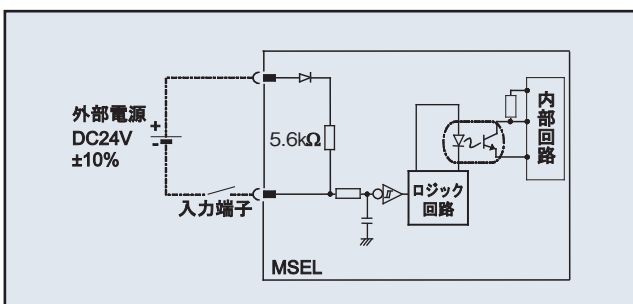 外部電源
DC24V
±10%
+
-
5.6kΩ
入力端子
ロジック
回路
内部回路
MSEL